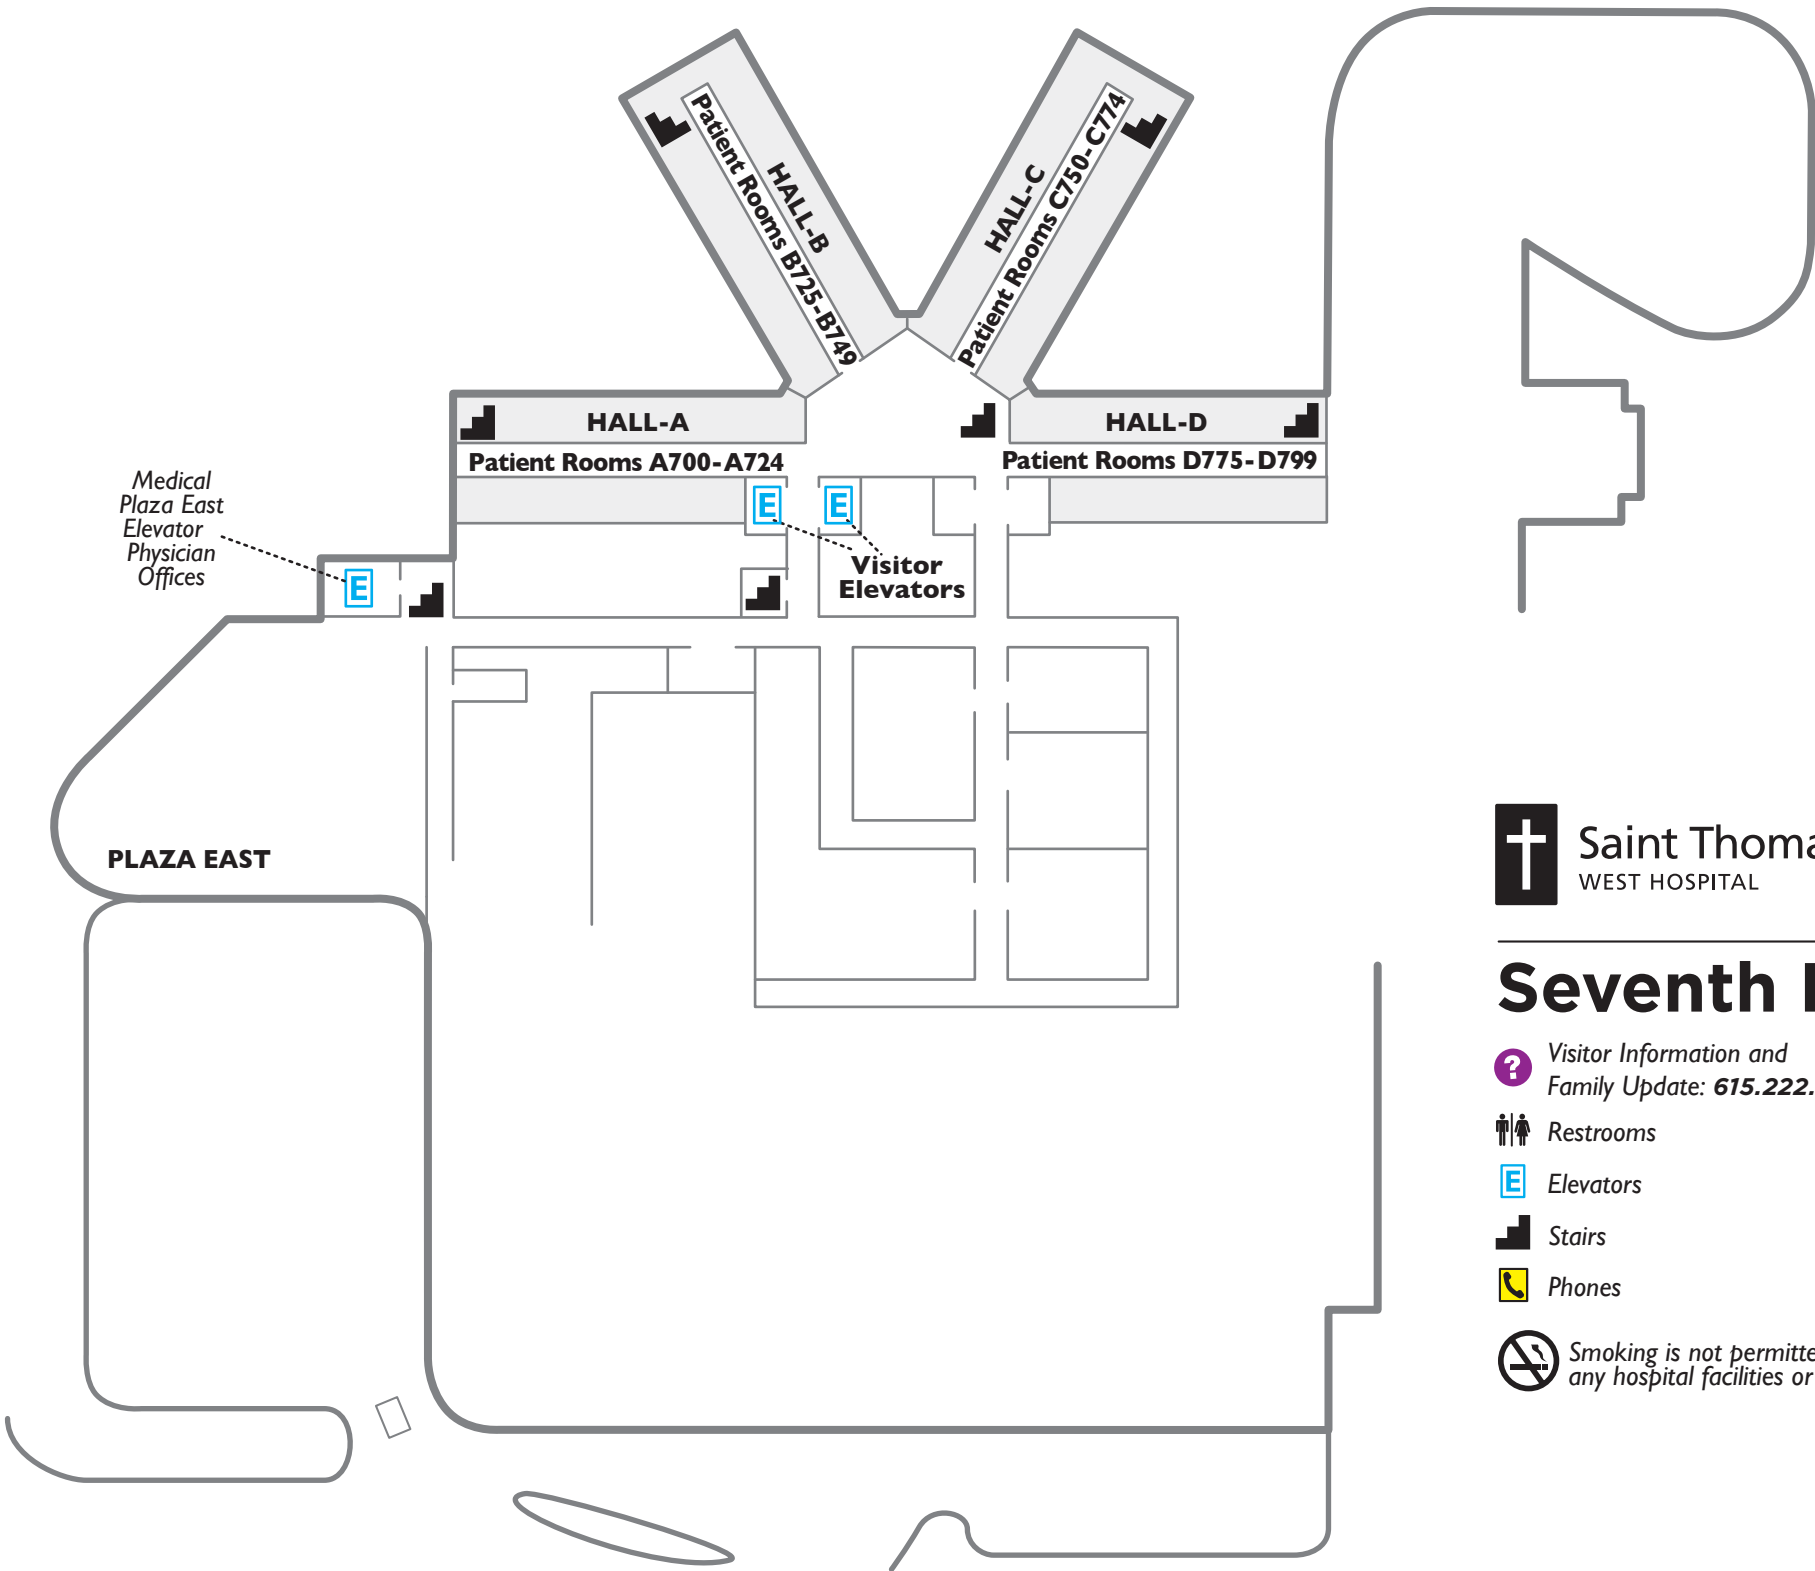 Patient Rooms B725-B749
HALL-B
HALL-C
Patient Rooms C750-C774
HALL-A
Patient Rooms A700-A724
HALL-D
Patient Rooms D775-D799
Medical
Plaza East
Elevator
Physician
Offices
E
E
E
Visitor
Elevators
PLAZA EAST
Saint Thoma
WEST HOSPITAL
Seventh
? Visitor Information and
Family Update: 615.222.
Restrooms
E Elevators
Stairs
Phones
Smoking is not permitte
any hospital facilities or